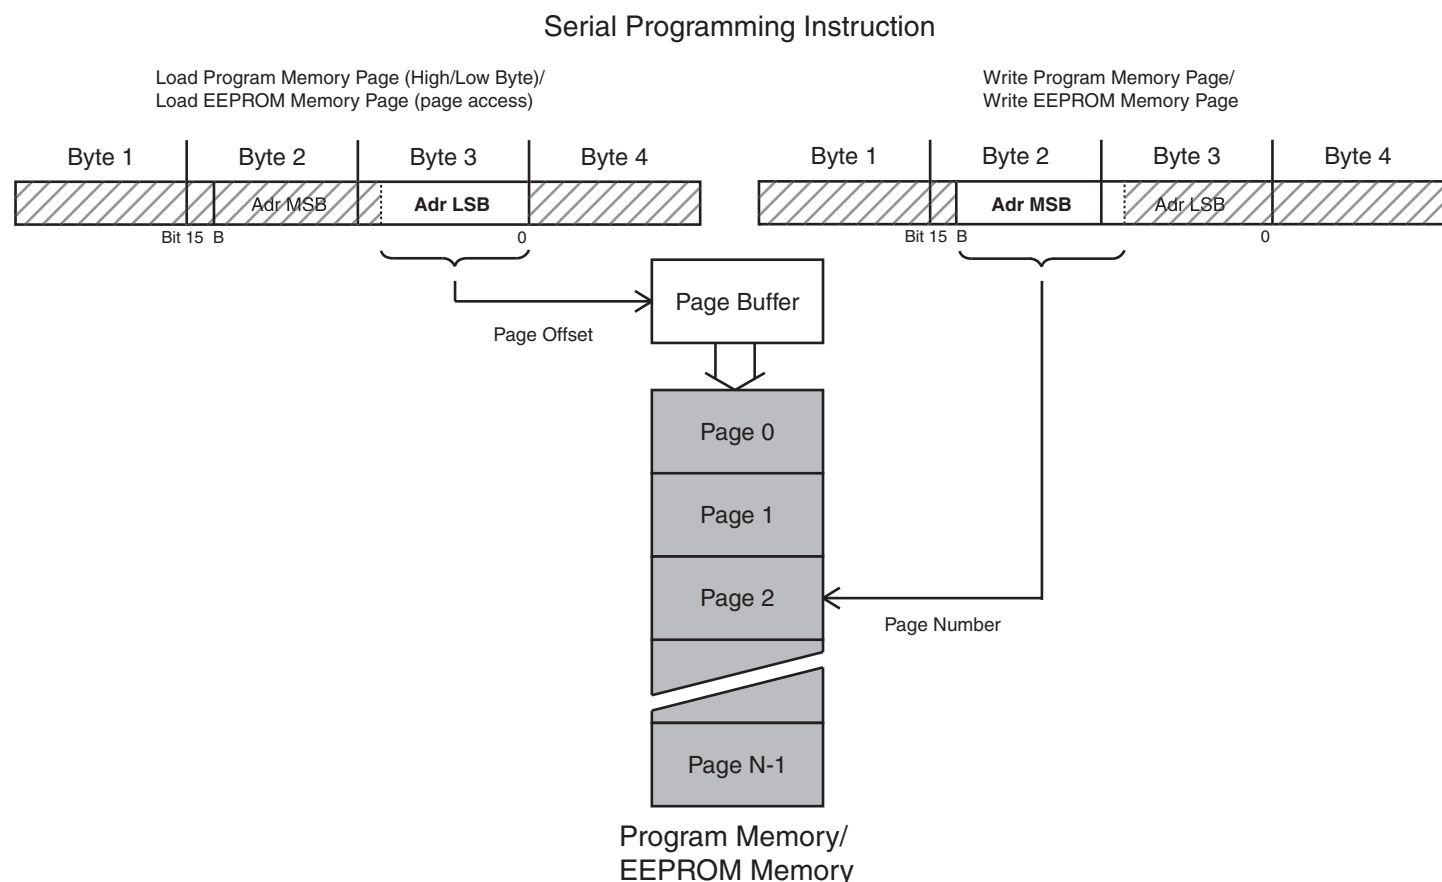 Serial Programming Instruction
Load Program Memory Page (High/Low Byte)/
Load EEPROM Memory Page (page access)
Write Program Memory Page/
Write EEPROM Memory Page
Byte 1 Byte 2 Byte 3 Byte 4
Adr MSB Adr LSB
Bit 15 B 0
Byte 1 Byte 2 Byte 3 Byte 4
Adr MSB Adr LSB
Bit 15 B 0
Page Buffer
Page Offset
Page 0
Page 1
Page 2
Page Number
Page N-1
Program Memory/
EEPROM Memory